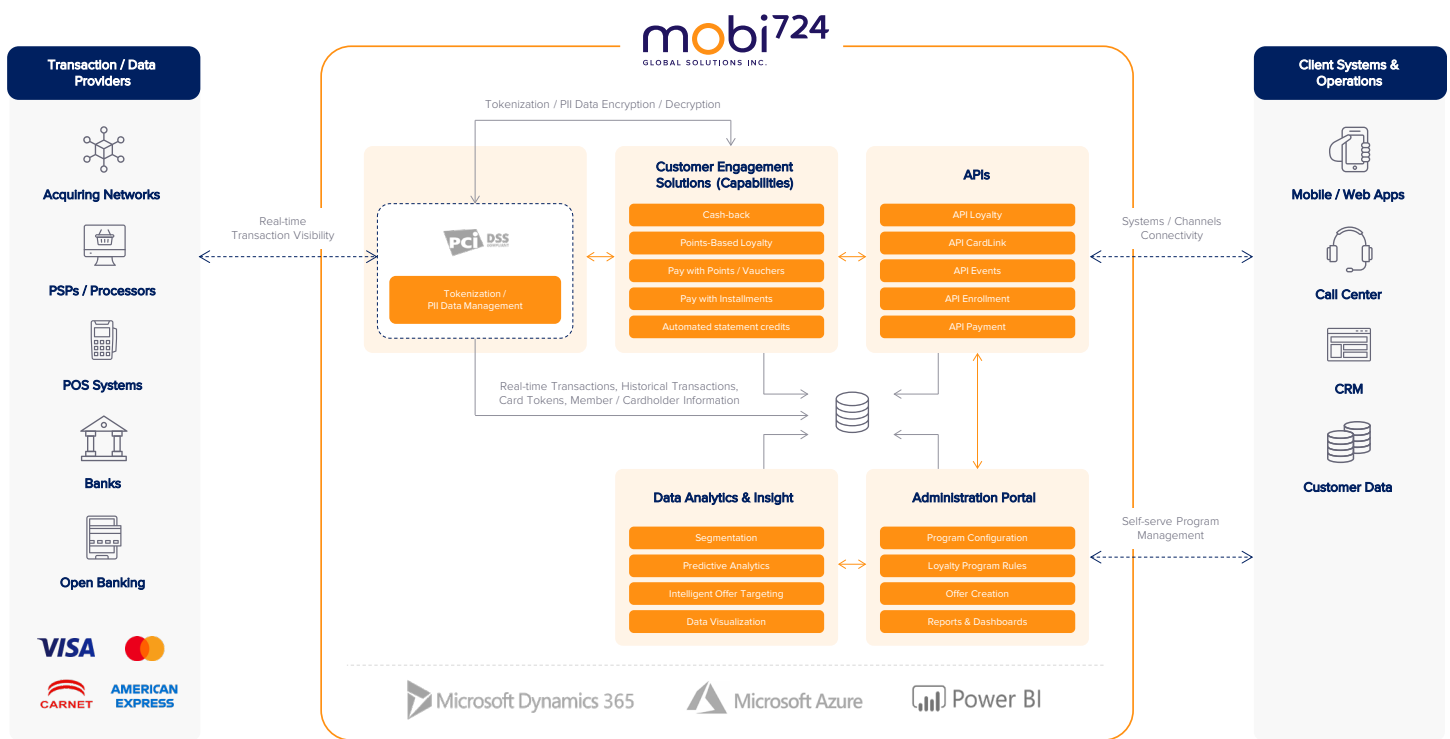 mobi724
GLOBAL SOLUTIONS INC.
Transaction / Data
Providers
Acquiring Networks
PSPs / Processors
POS Systems
Banks
Open Banking
VISA
CARNET
AMERICAN
EXPRESS
Real-time
Transaction Visibility
Tokenization / PII Data Encryption / Decryption
PCI DSS
COMPLIANT
Tokenization /
PII Data Management
Customer Engagement
Solutions (Capabilities)
Cash-back
Points-Based Loyalty
Pay with Points / Vauchers
Pay with Installments
Automated statement credits
APIs
API Loyalty
API CardLink
API Events
API Enrollment
API Payment
Real-time Transactions, Historical Transactions,
Card Tokens, Member / Cardholder Information
Data Analytics & Insight
Segmentation
Predictive Analytics
Intelligent Offer Targeting
Data Visualization
Administration Portal
Program Configuration
Loyalty Program Rules
Offer Creation
Reports & Dashboards
Microsoft Dynamics 365
Microsoft Azure
Power BI
Systems / Channels
Connectivity
Self-serve Program
Management
Client Systems &
Operations
Mobile / Web Apps
Call Center
CRM
Customer Data